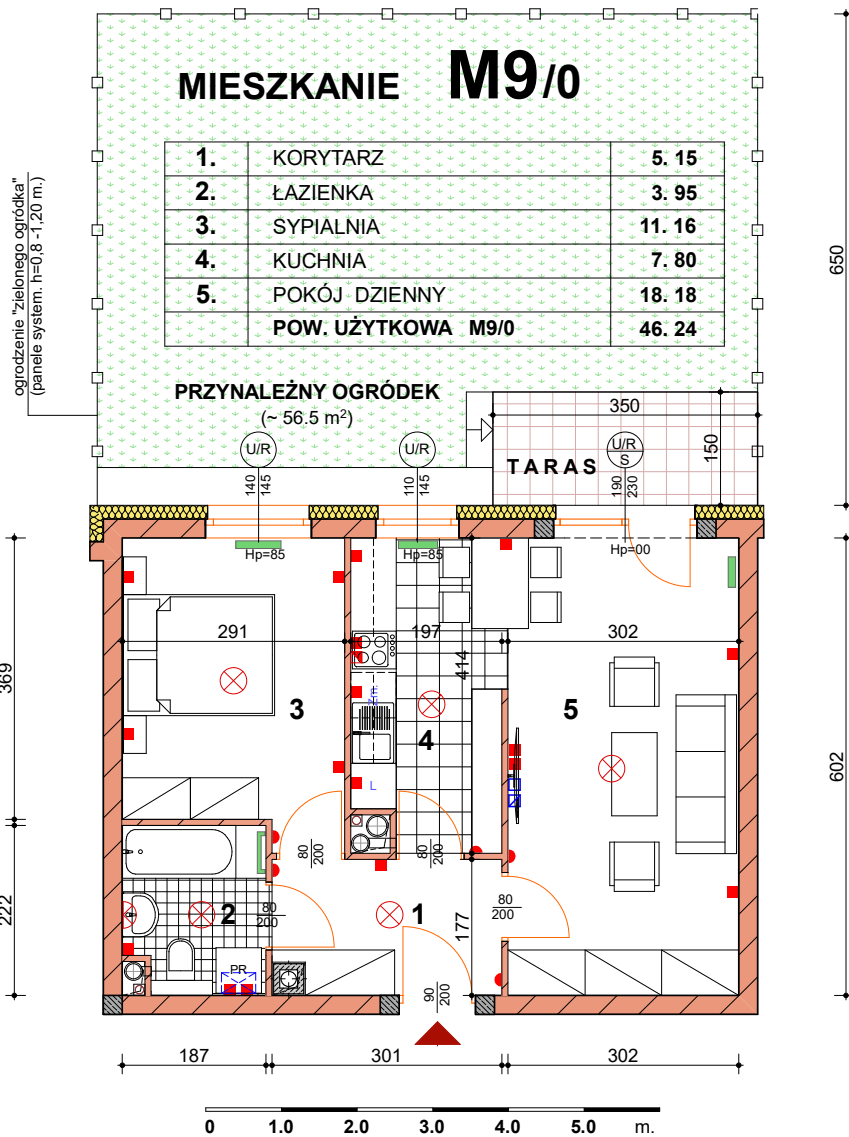 MIESZKANIE M9/0
1. KORYTARZ 5. 15
2. ŁAZIENKA 3. 95
3. SYPIALNIA 11. 16
4. KUCHNIA 7. 80
5. POKÓJ DZIENNY 18. 18
POW. UŻYTKOWA M9/0 46. 24
ogrodzenie "zielonego ogródka"
(panele system. h=0,8 -1,20 m.)
650
PRZYNALEŻNY OGRÓDEK
(~ 56.5 m²)
350
150
TARAS
U/R
U/R
U/R
S
140
145
110
145
190
230
Hp=85
Hp=85
Hp=00
291
197
302
369
414
602
3
4
5
Zm.
L
80
200
80
200
80
200
80
200
222
2
1
177
PR
90
200
187
301
302
0 1.0 2.0 3.0 4.0 5.0 m.